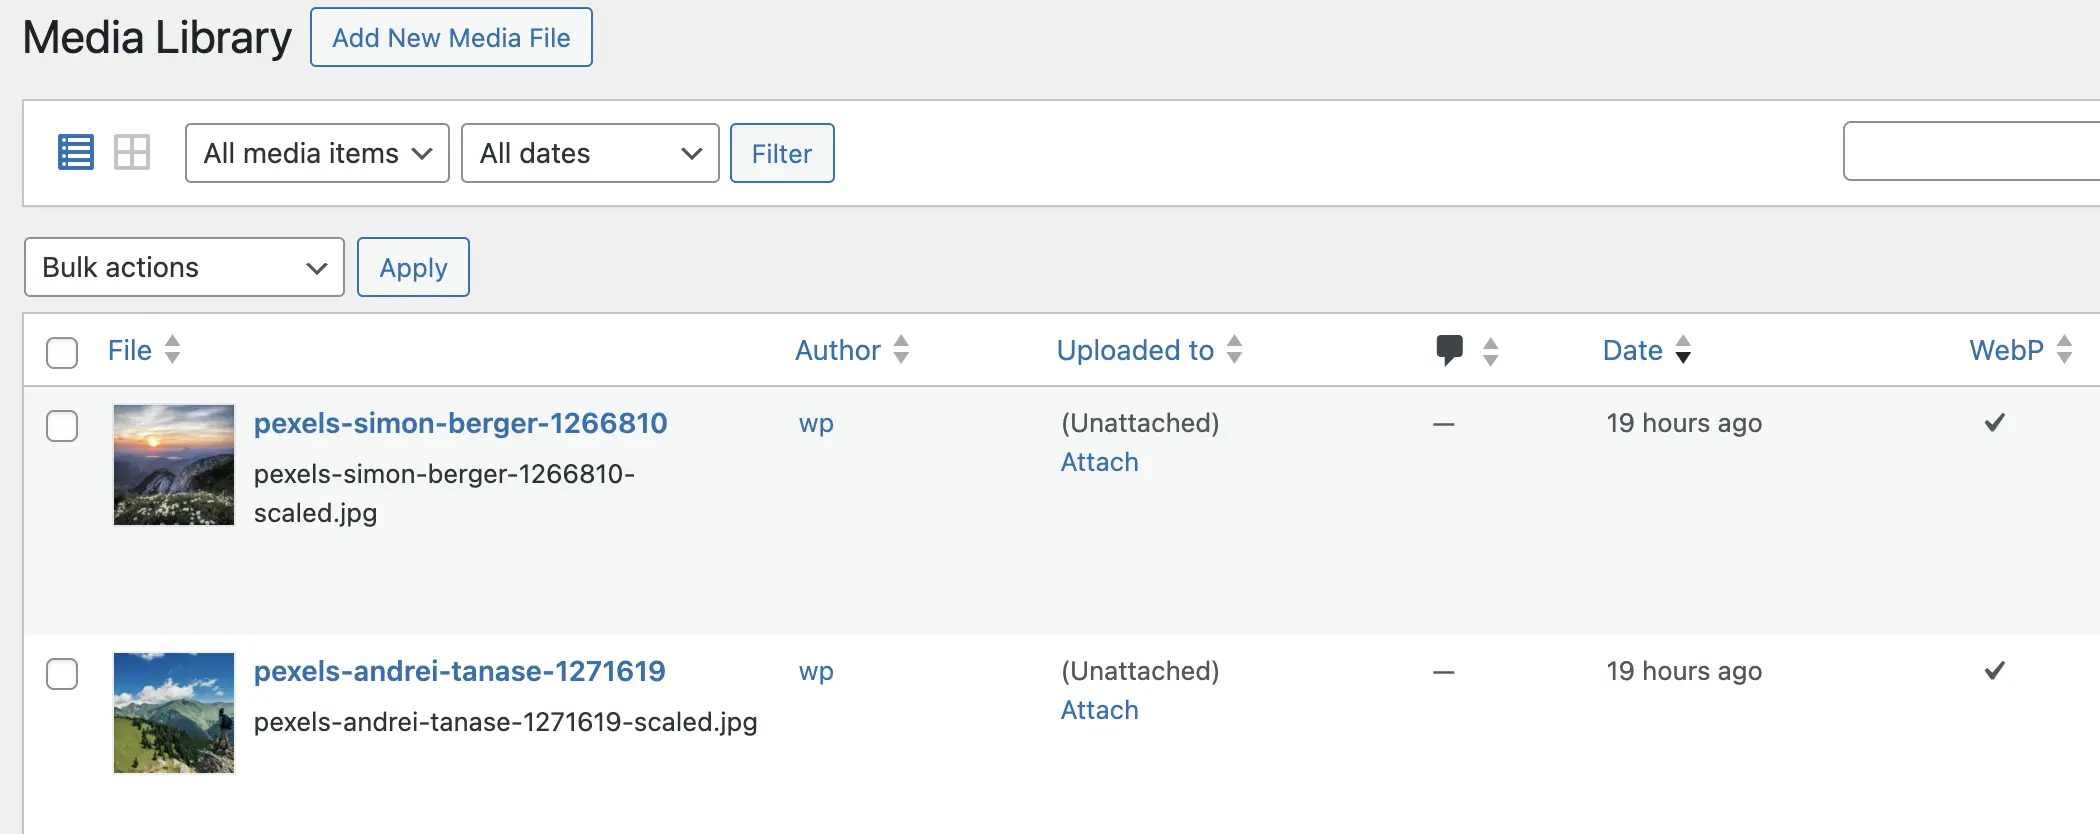 Media Library Add New Media File
All media items All dates Filter
Bulk actions Apply
File Author Uploaded to Date WebP
pexels-simon-berger-1266810 wp (Unattached) — 19 hours ago ✔
Attach
pexels-simon-berger-1266810-
scaled.jpg
pexels-andrei-tanase-1271619 wp (Unattached) — 19 hours ago ✔
Attach
pexels-andrei-tanase-1271619-scaled.jpg